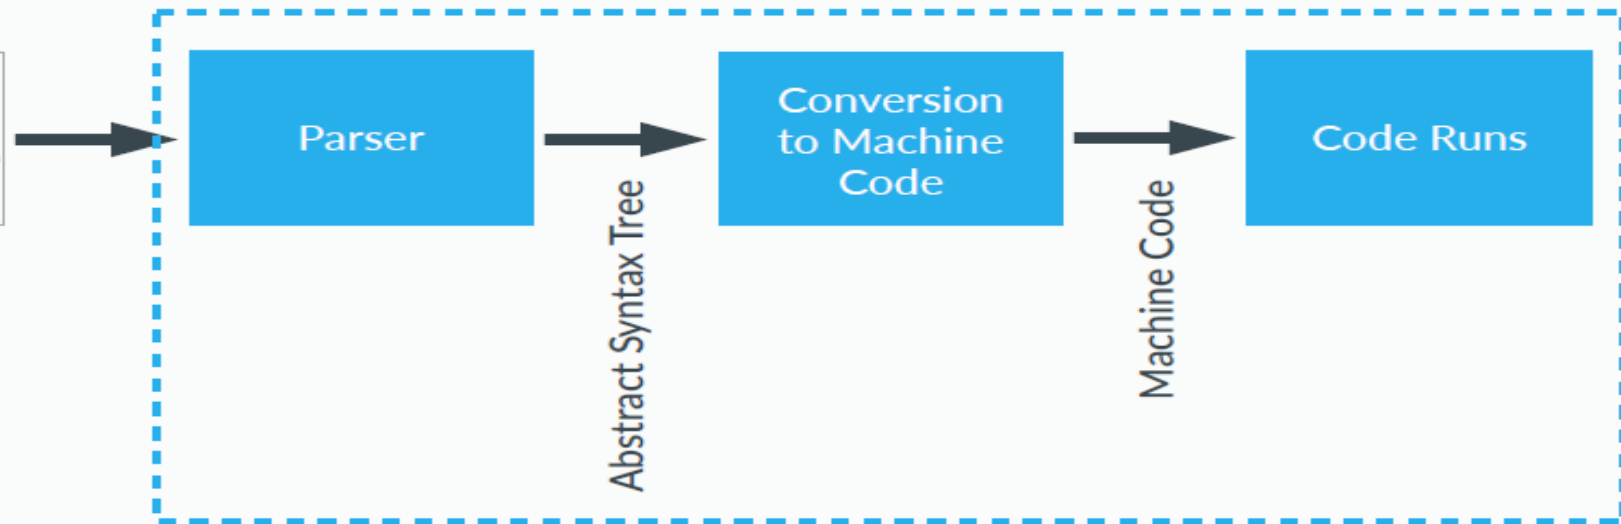 Parser
Abstract Syntax Tree
Conversion
to Machine
Code
Machine Code
Code Runs